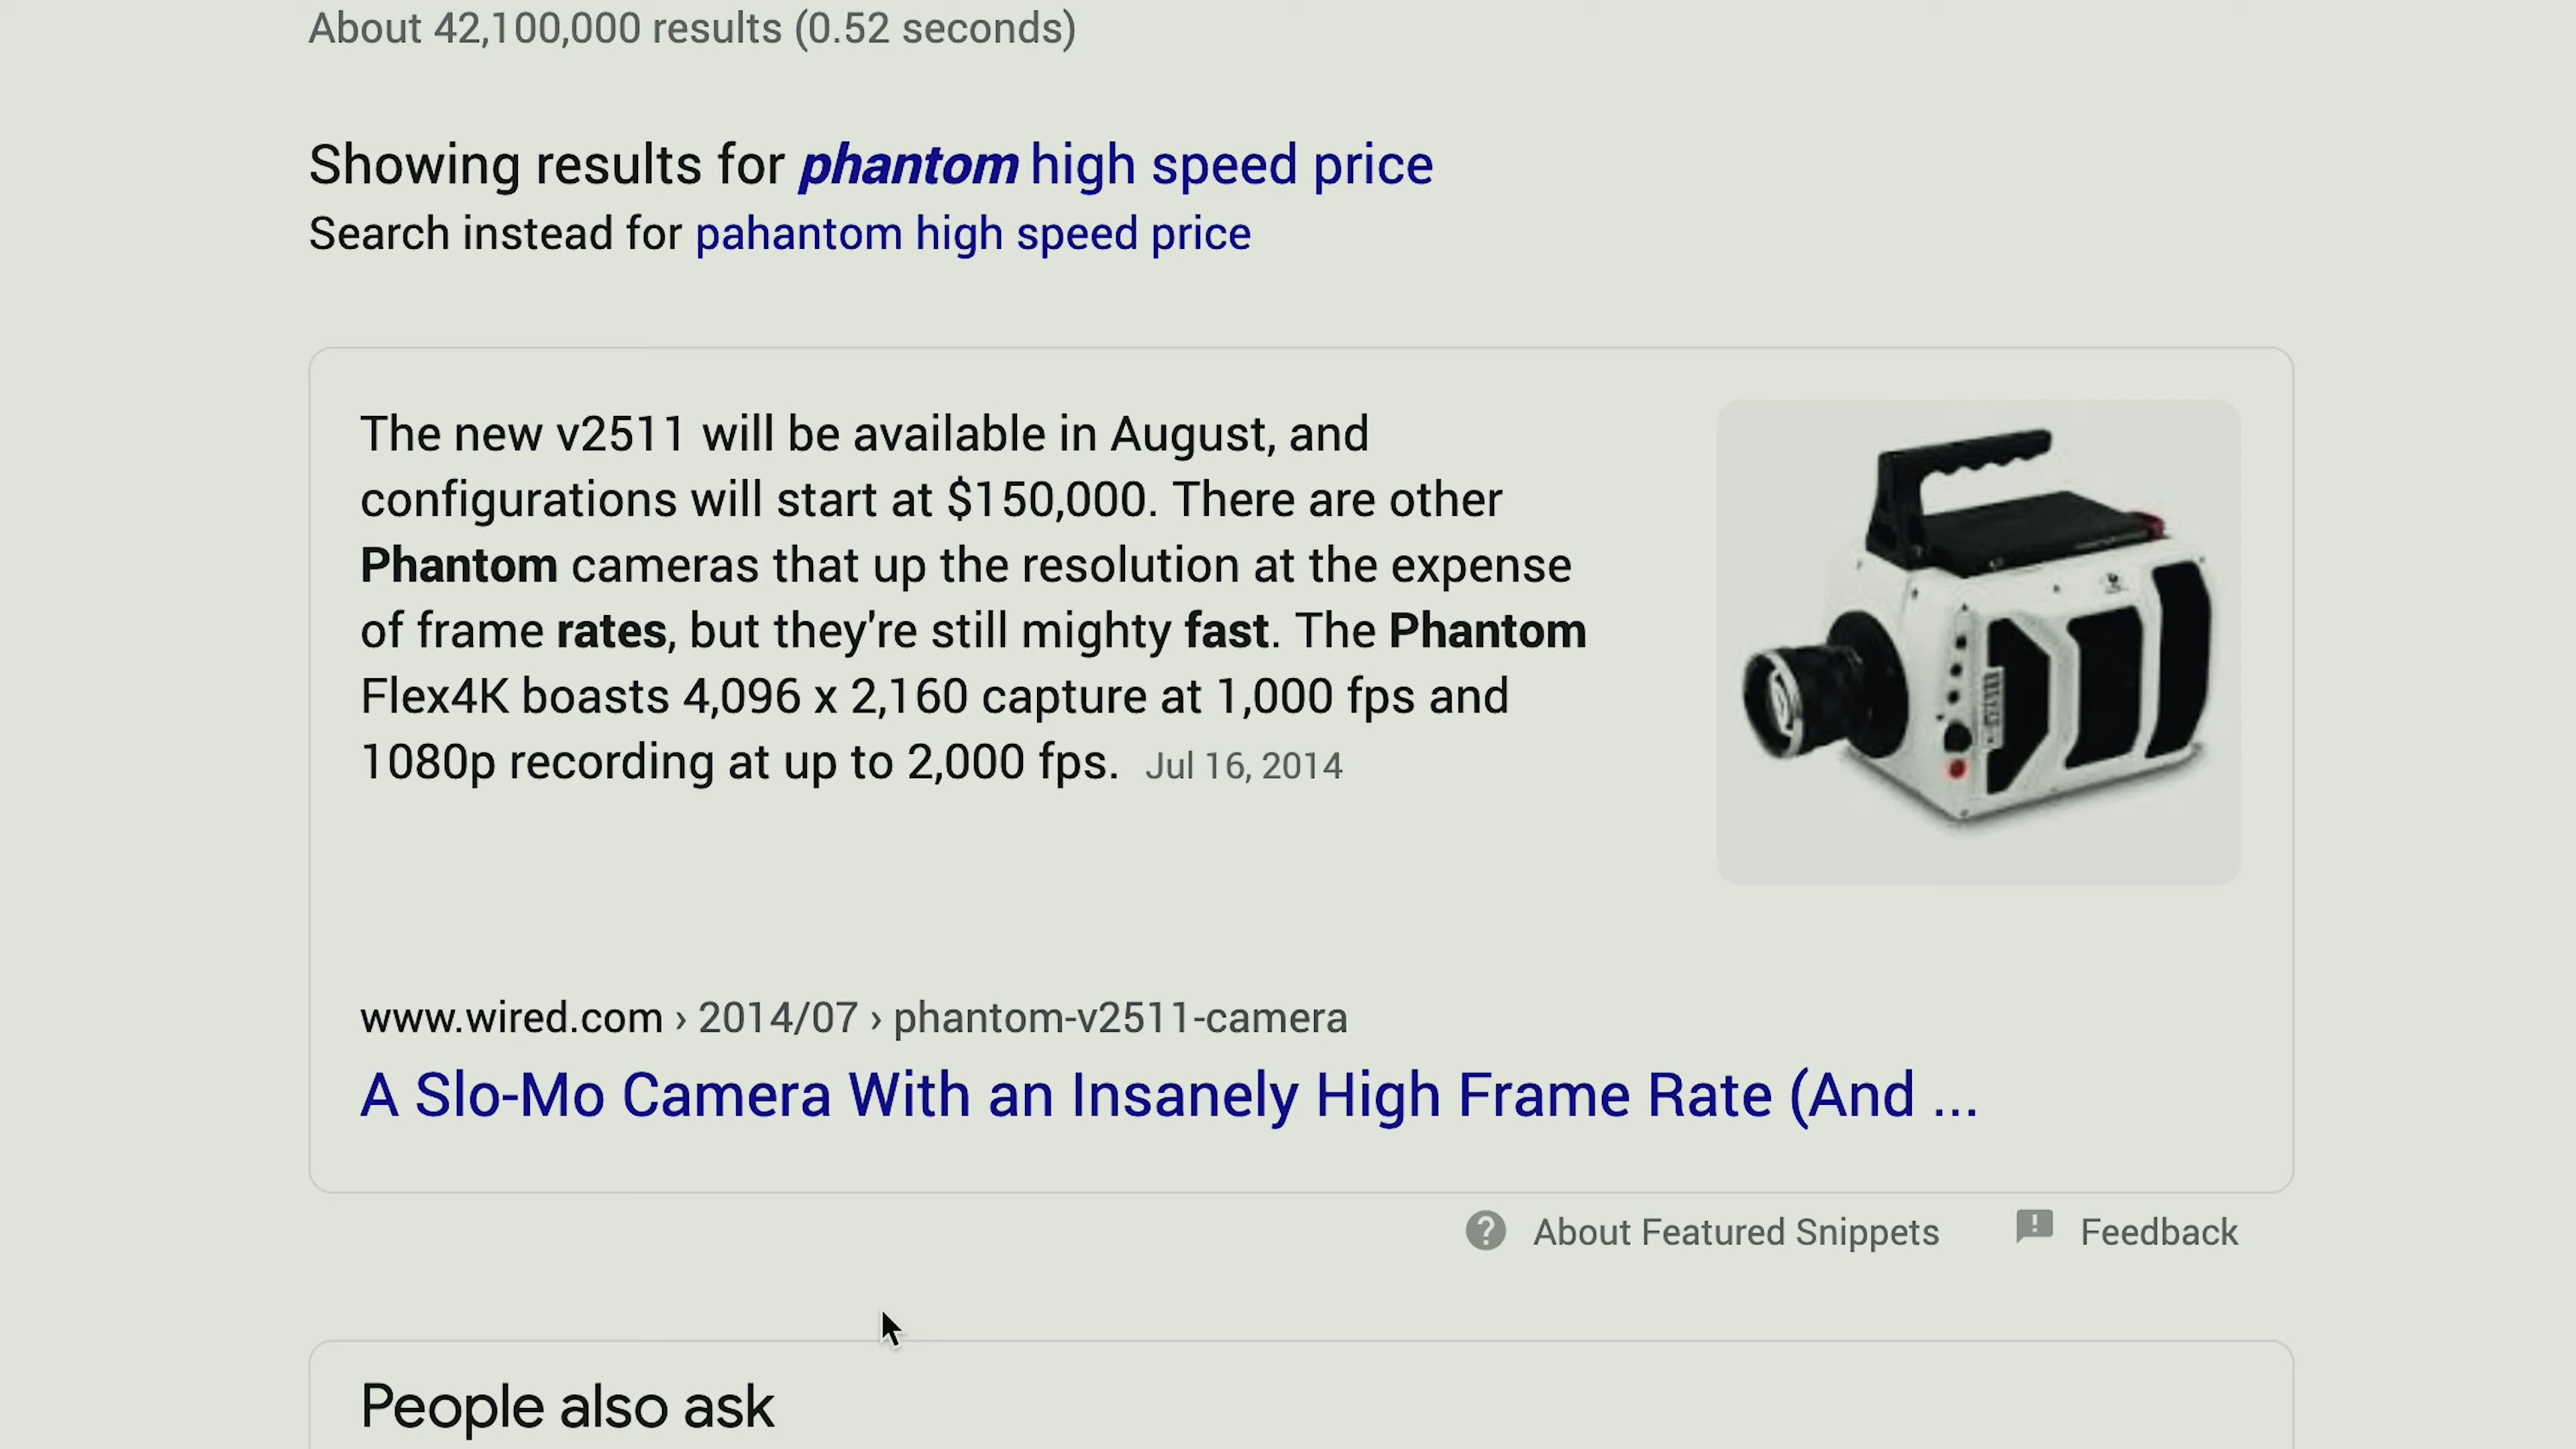 About 42,100,000 results (0.52 seconds)
Showing results for phantom high speed price
Search instead for pahantom high speed price
The new v2511 will be available in August, and
configurations will start at $150,000. There are other
Phantom cameras that up the resolution at the expense
of frame rates, but they're still mighty fast. The Phantom
Flex4K boasts 4,096 x 2,160 capture at 1,000 fps and
1080p recording at up to 2,000 fps. Jul 16, 2014
www.wired.com › 2014/07 › phantom-v2511-camera
A Slo-Mo Camera With an Insanely High Frame Rate (And ...
About Featured Snippets
Feedback
People also ask